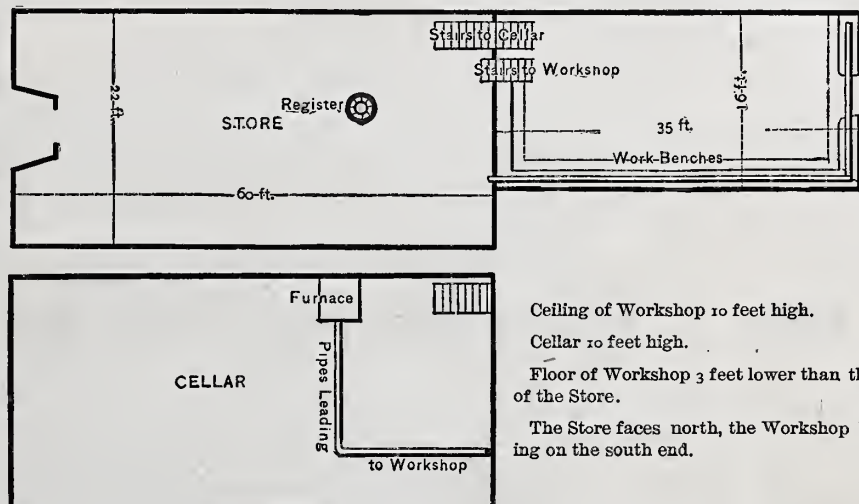 Stairs to Cellar
Stairs to Workshop
22 ft.
Register
STORE
16 ft.
35 ft.
Work-Benches
60 ft.
Furnace
Pipes Leading
CELLAR
to Workshop
Ceiling of Workshop 10 feet high.
Cellar 10 feet high.
Floor of Workshop 3 feet lower than
of the Store.
The Store faces north, the Workshop
ing on the south end.